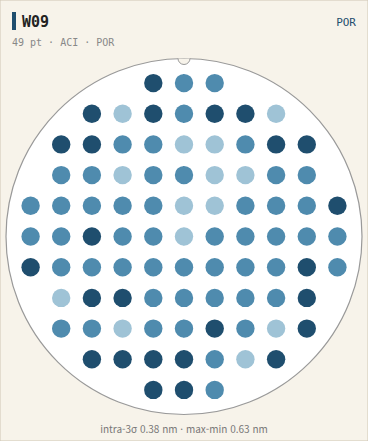 W09
POR
49 pt · ACI · POR
intra-3σ 0.38 nm · max-min 0.63 nm